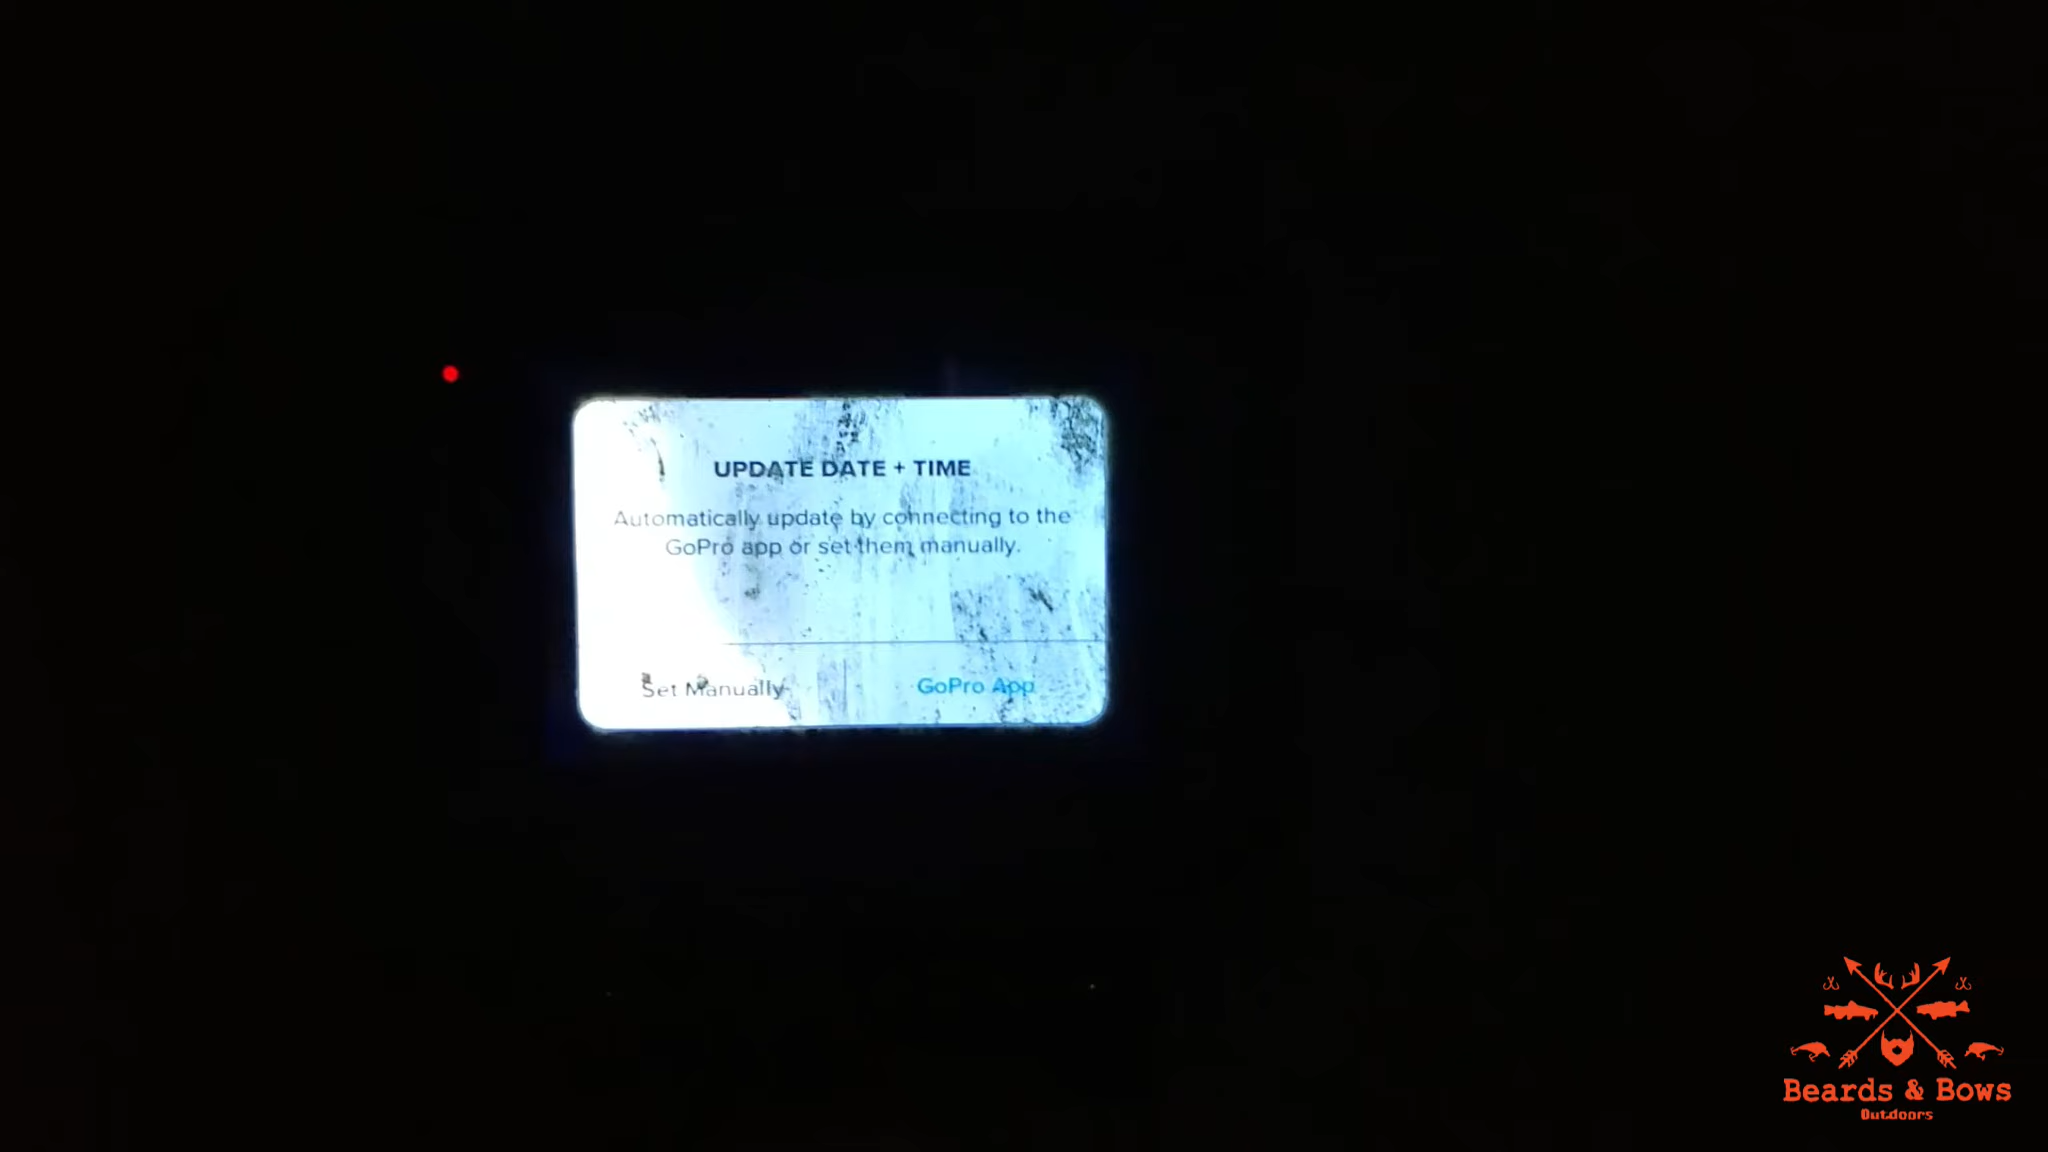 UPDATE DATE + TIME
Automatically update by connecting to the
GoPro app or set them manually.
Set Manually
GoPro App
Beards & Bows
Outdoors